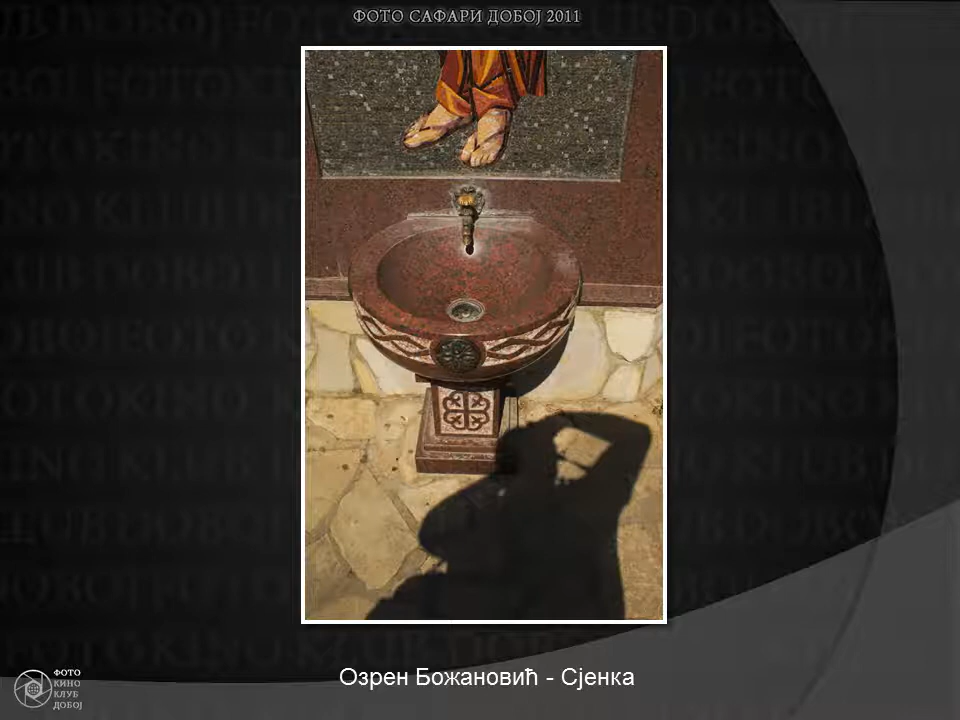 ФОТО САФАРИ ДОБОЈ 2011
Озрен Божановић - Сјенка
ФОТО
КИНО
КЛУБ
ДОБОЈ